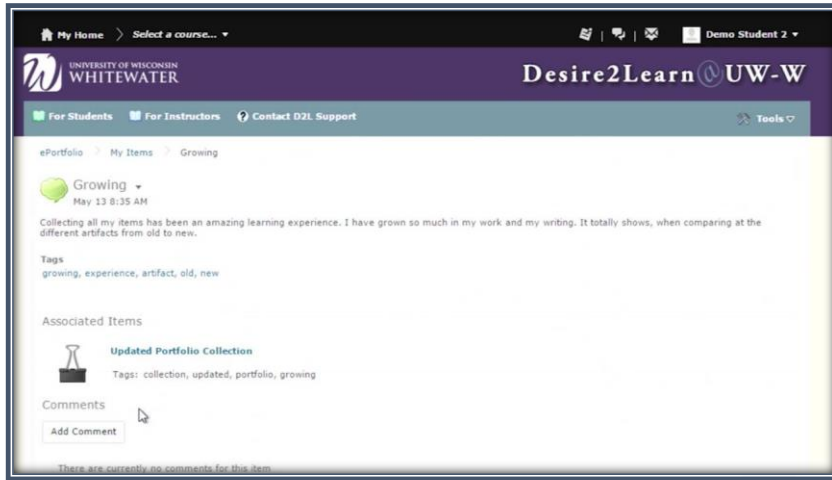 My Home Select a course...
Demo Student 2
UNIVERSITY OF WISCONSIN
WHITEWATER
Desire2Learn@UW-W
For Students For Instructors Contact D2L Support
Tools
ePortfolio My Items Growing
Growing
May 13 8:35 AM
Collecting all my items has been an amazing learning experience. I have grown so much in my work and my writing. It totally shows, when comparing at the
different artifacts from old to new.
Tags
growing, experience, artifact, old, new
Associated Items
Updated Portfolio Collection
Tags: collection, updated, portfolio, growing
Comments
Add Comment
There are currently no comments for this item